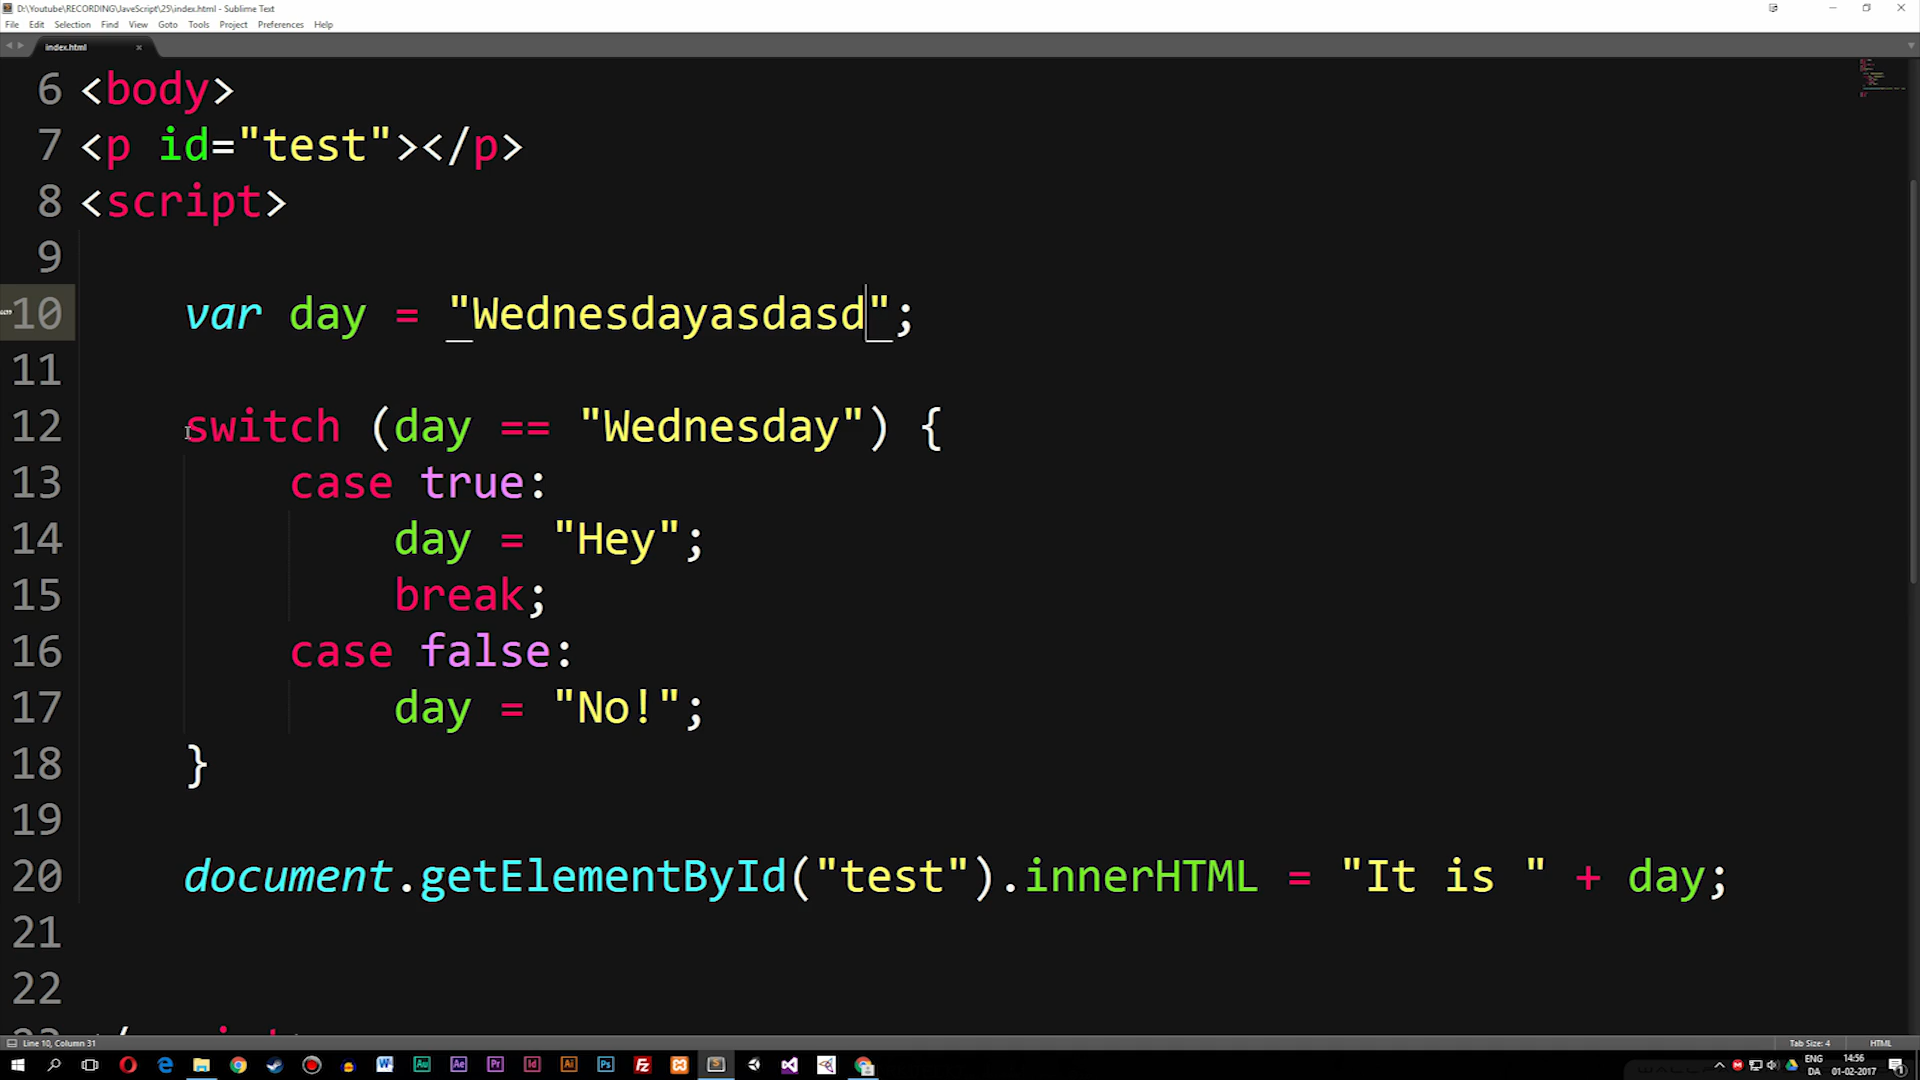 D:\Youtube\RECORDING\JaveScript\25\index.html - Sublime Text
File Edit Selection Find View Goto Tools Project Preferences Help
index.html ×
6 <body>
7 <p id="test"></p>
8 <script>
9
10 var day = "Wednesdayasdasd";
11
12 switch (day == "Wednesday") {
13 case true:
14 day = "Hey";
15 break;
16 case false:
17 day = "No!";
18 }
19
20 document.getElementById("test").innerHTML = "It is " + day;
21
22
Line 10, Column 31 Tab Size: 4 HTML
ENG 14:56
DA 01-02-2017